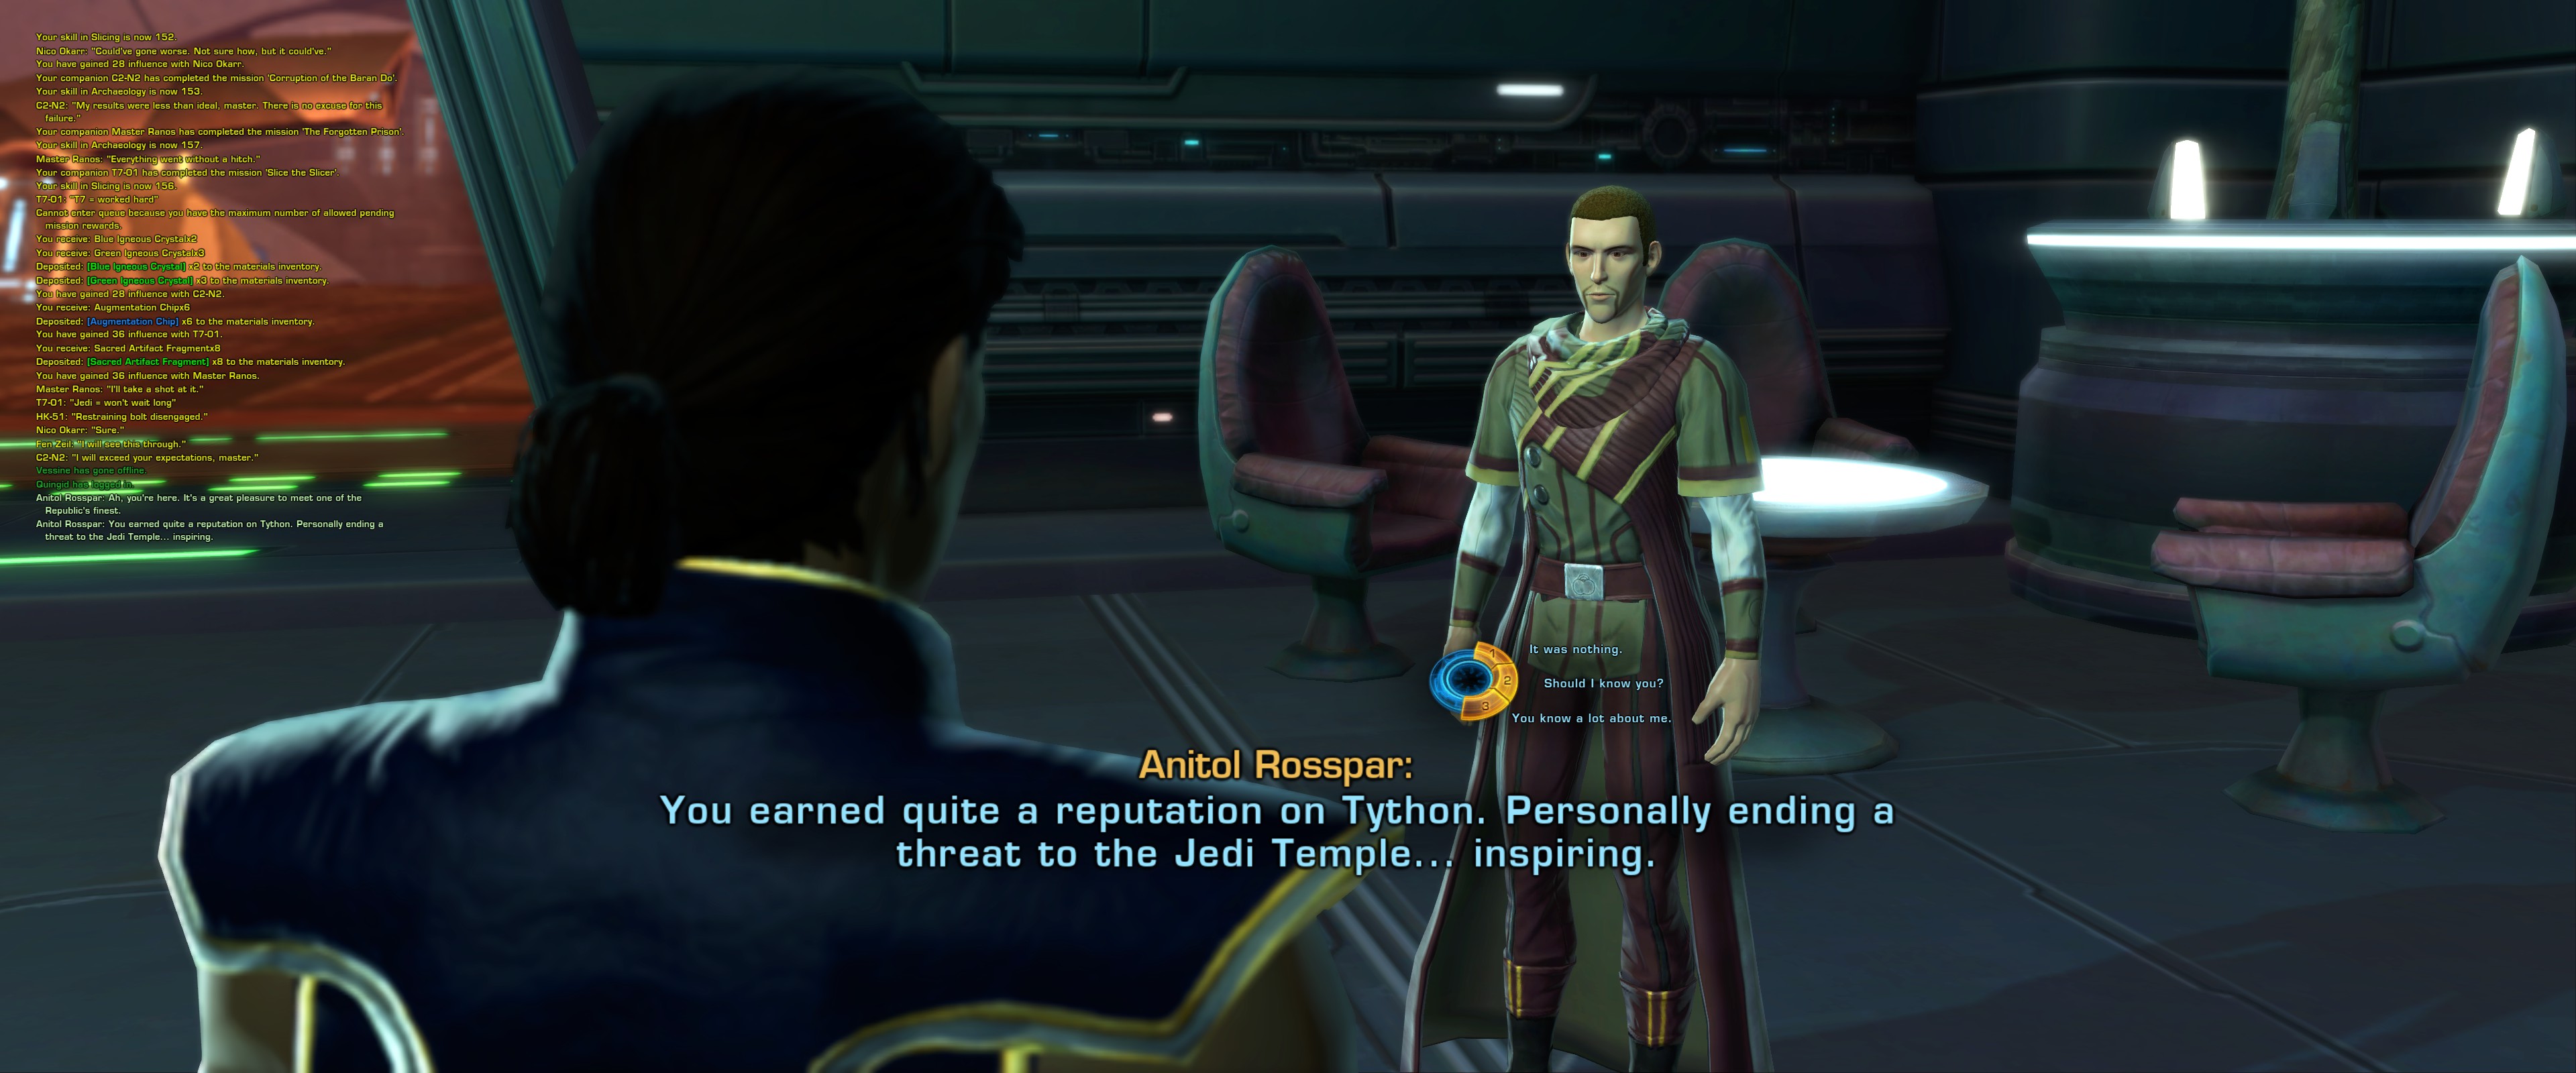 Your skill in Slicing is now 152.
Nico Okarr: "Could've gone worse. Not sure how, but it could've."
You have gained 28 influence with Nico Okarr.
Your companion C2-N2 has completed the mission 'Corruption of the Baran Do'.
Your skill in Archaeology is now 153.
C2-N2: "My results were less than ideal, master. There is no excuse for this
failure."
Your companion Master Ranos has completed the mission 'The Forgotten Prison'.
Your skill in Archaeology is now 157.
Master Ranos: "Everything went without a hitch."
Your companion T7-01 has completed the mission 'Slice the Slicer'.
Your skill in Slicing is now 156.
T7-01: "T7 = worked hard"
Cannot enter queue because you have the maximum number of allowed pending
mission rewards.
You receive: Blue Igneous Crystalx2
You receive: Green Igneous Crystalx3
Deposited: [Blue Igneous Crystal] x2 to the materials inventory.
Deposited: [Green Igneous Crystal] x3 to the materials inventory.
You have gained 28 influence with C2-N2.
You receive: Augmentation Chipx6
Deposited: [Augmentation Chip] x6 to the materials inventory.
You have gained 36 influence with T7-01.
You receive: Sacred Artifact Fragmentx8
Deposited: [Sacred Artifact Fragment] x8 to the materials inventory.
You have gained 36 influence with Master Ranos.
Master Ranos: "I'll take a shot at it."
T7-01: "Jedi = won't wait long"
HK-51: "Restraining bolt disengaged."
Nico Okarr: "Sure."
Fen Zeil: "I will see this through."
C2-N2: "I will exceed your expectations, master."
Vessine has gone offline.
Quingid has logged in.
Anitol Rosspar: Ah, you're here. It's a great pleasure to meet one of the
Republic's finest.
Anitol Rosspar: You earned quite a reputation on Tython. Personally ending a
threat to the Jedi Temple... inspiring.
1 It was nothing.
2 Should I know you?
3 You know a lot about me.
Anitol Rosspar:
You earned quite a reputation on Tython. Personally ending a
threat to the Jedi Temple... inspiring.